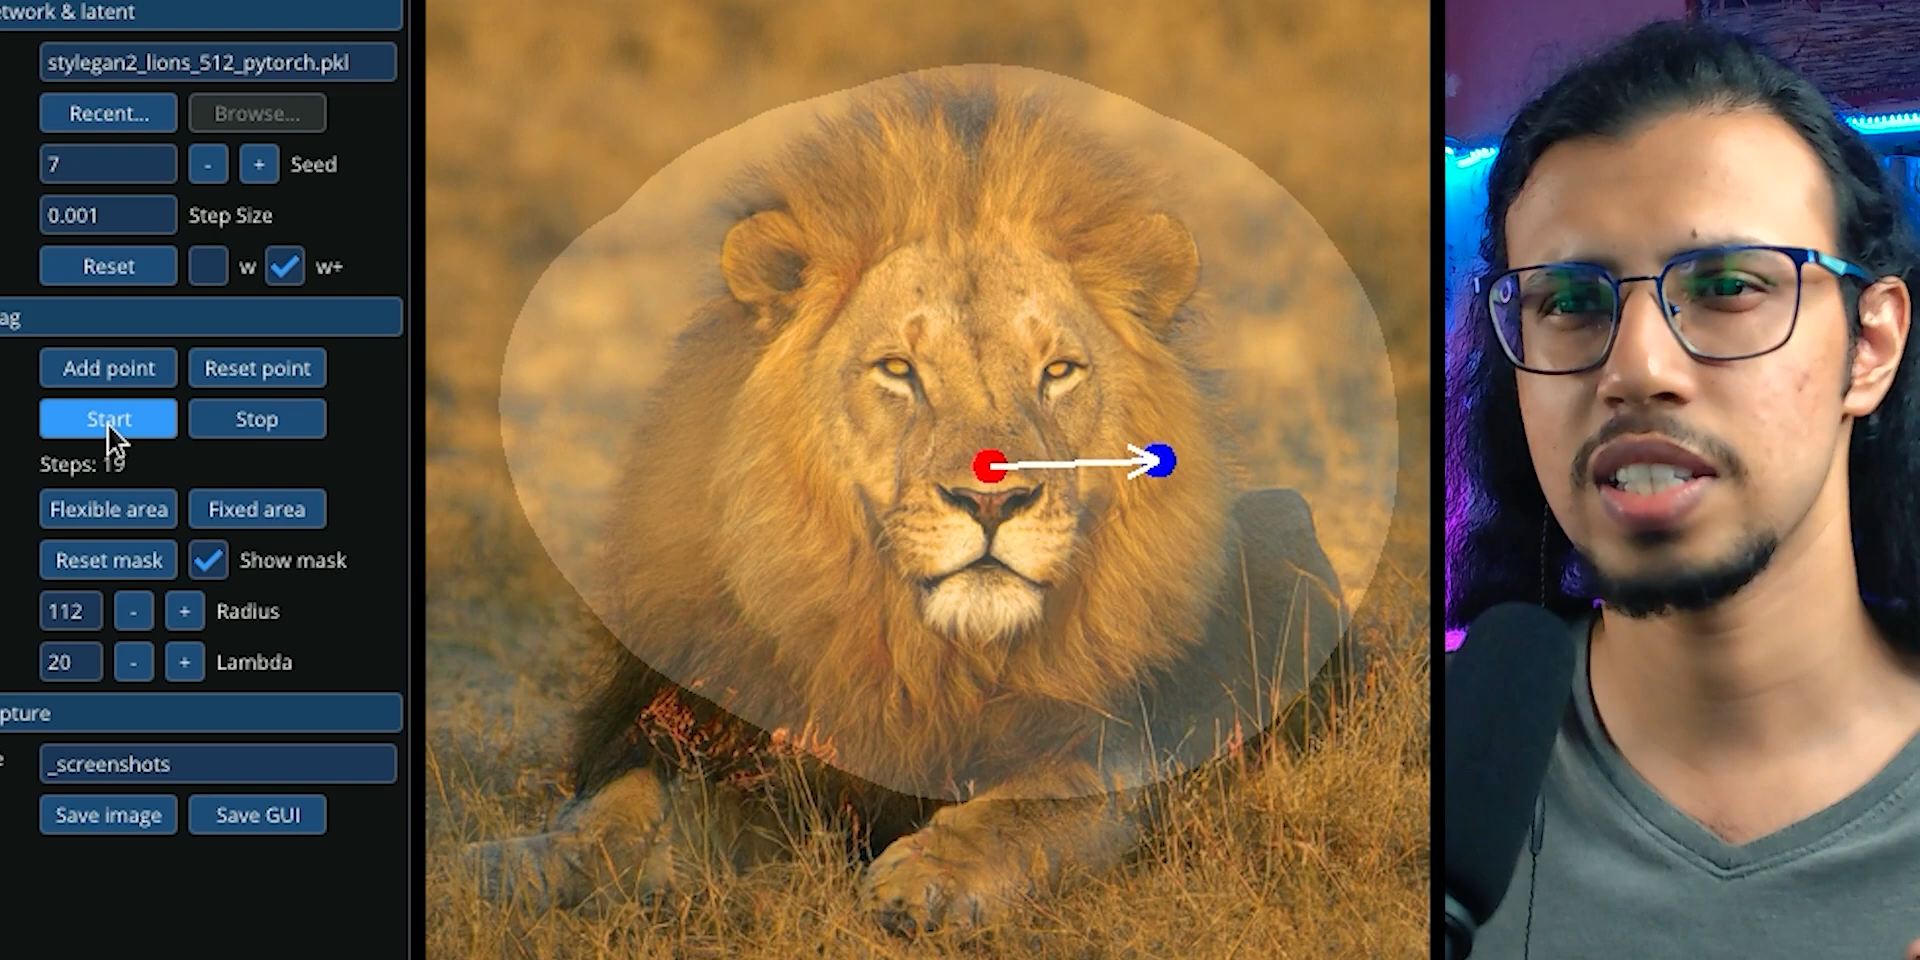 etwork & latent
stylegan2_lions_512_pytorch.pkl
Recent... Browse...
7 - + Seed
0.001 Step Size
Reset w w+
ag
Add point Reset point
Start Stop
Steps: 19
Flexible area Fixed area
Reset mask Show mask
112 - + Radius
20 - + Lambda
pture
e _screenshots
Save image Save GUI